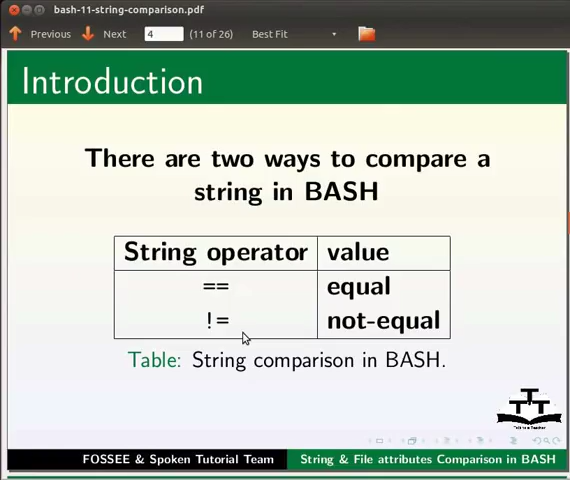 bash-11-string-comparison.pdf
Previous Next 4 (11 of 26) Best Fit
Introduction
There are two ways to compare a
string in BASH
String operator value
== equal
!= not-equal
Table: String comparison in BASH.
FOSSEE & Spoken Tutorial Team String & File attributes Comparison in BASH